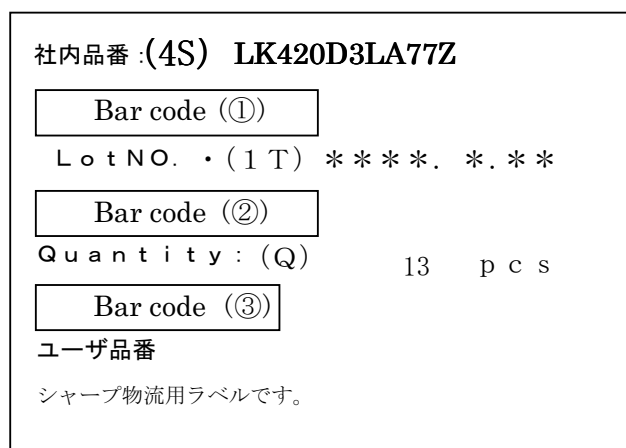 社内品番:(4S) LK420D3LA77Z
Bar code (①)
LotNO.・(1T) ****. *.**
Bar code (②)
Quantity:(Q) 13 pcs
Bar code (③)
ユーザ品番
シャープ物流用ラベルです。